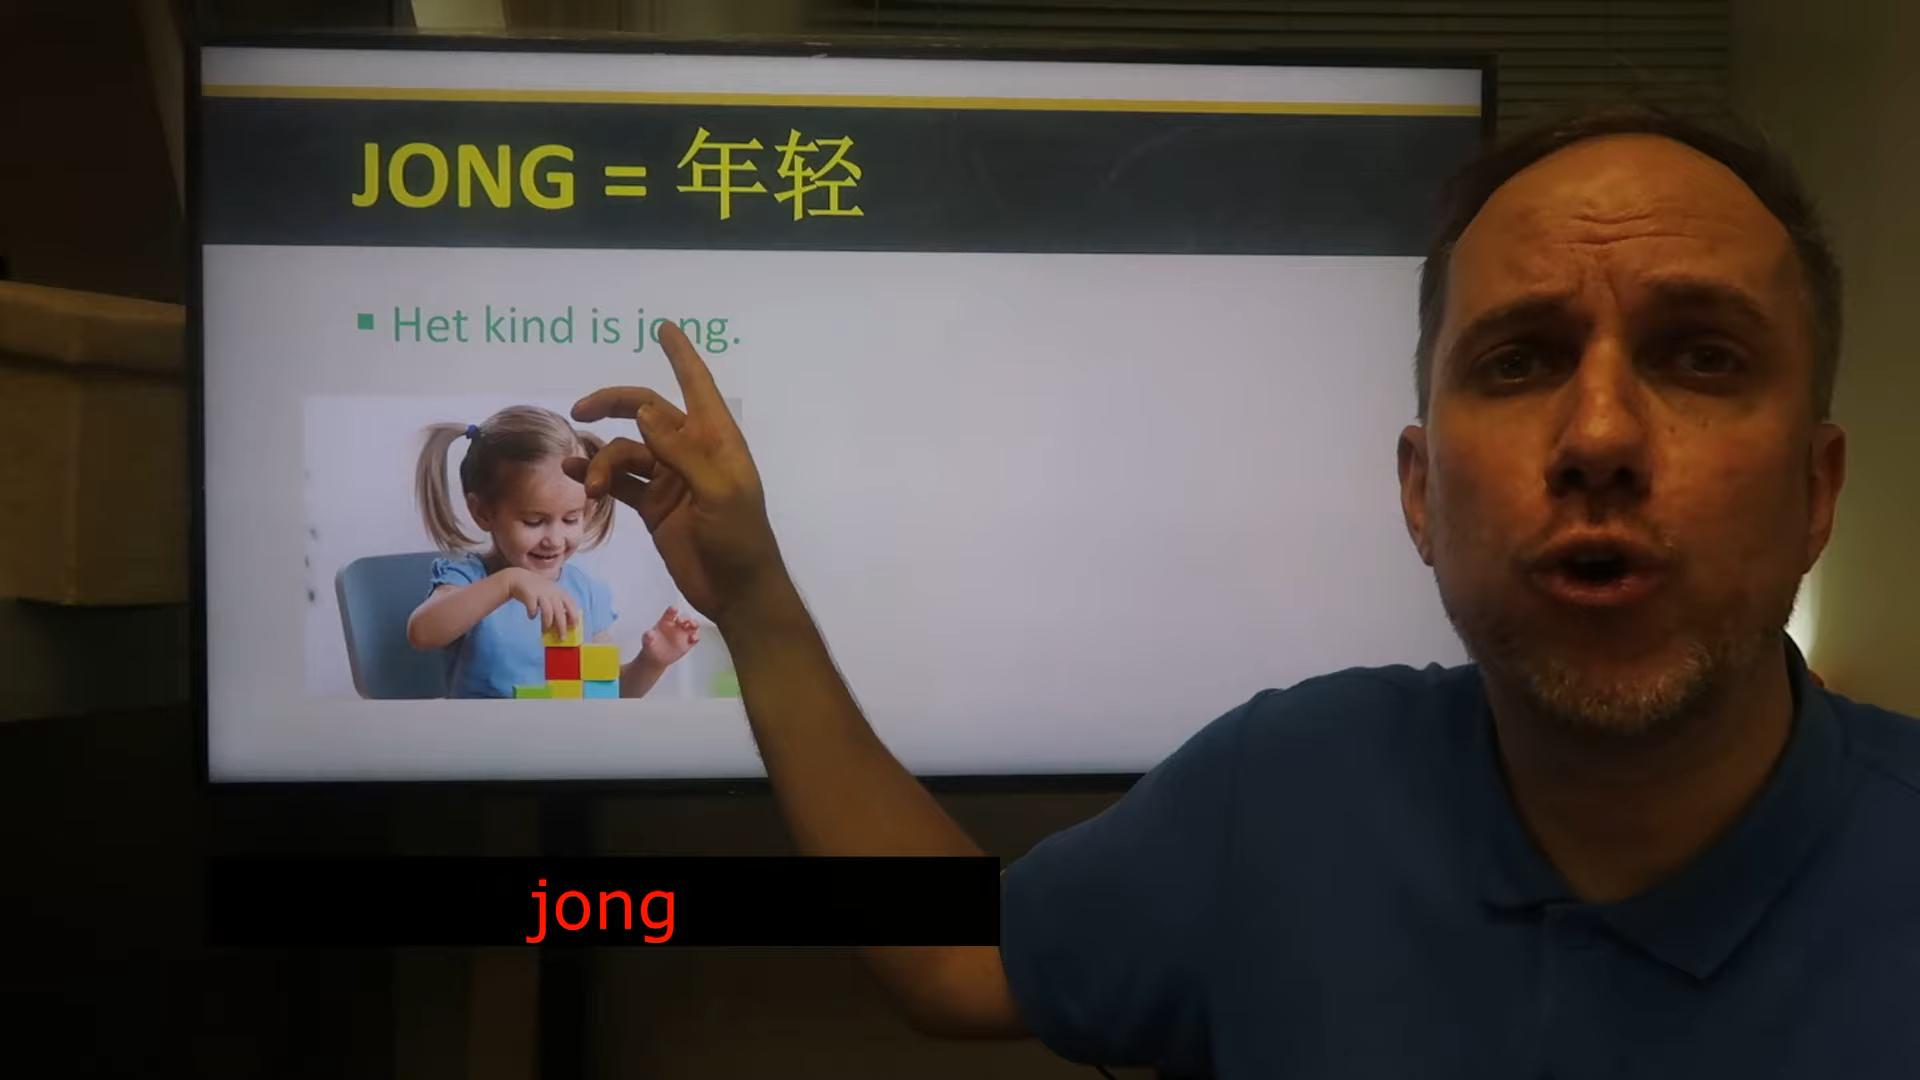 JONG = 年轻
Het kind is jong.
jong